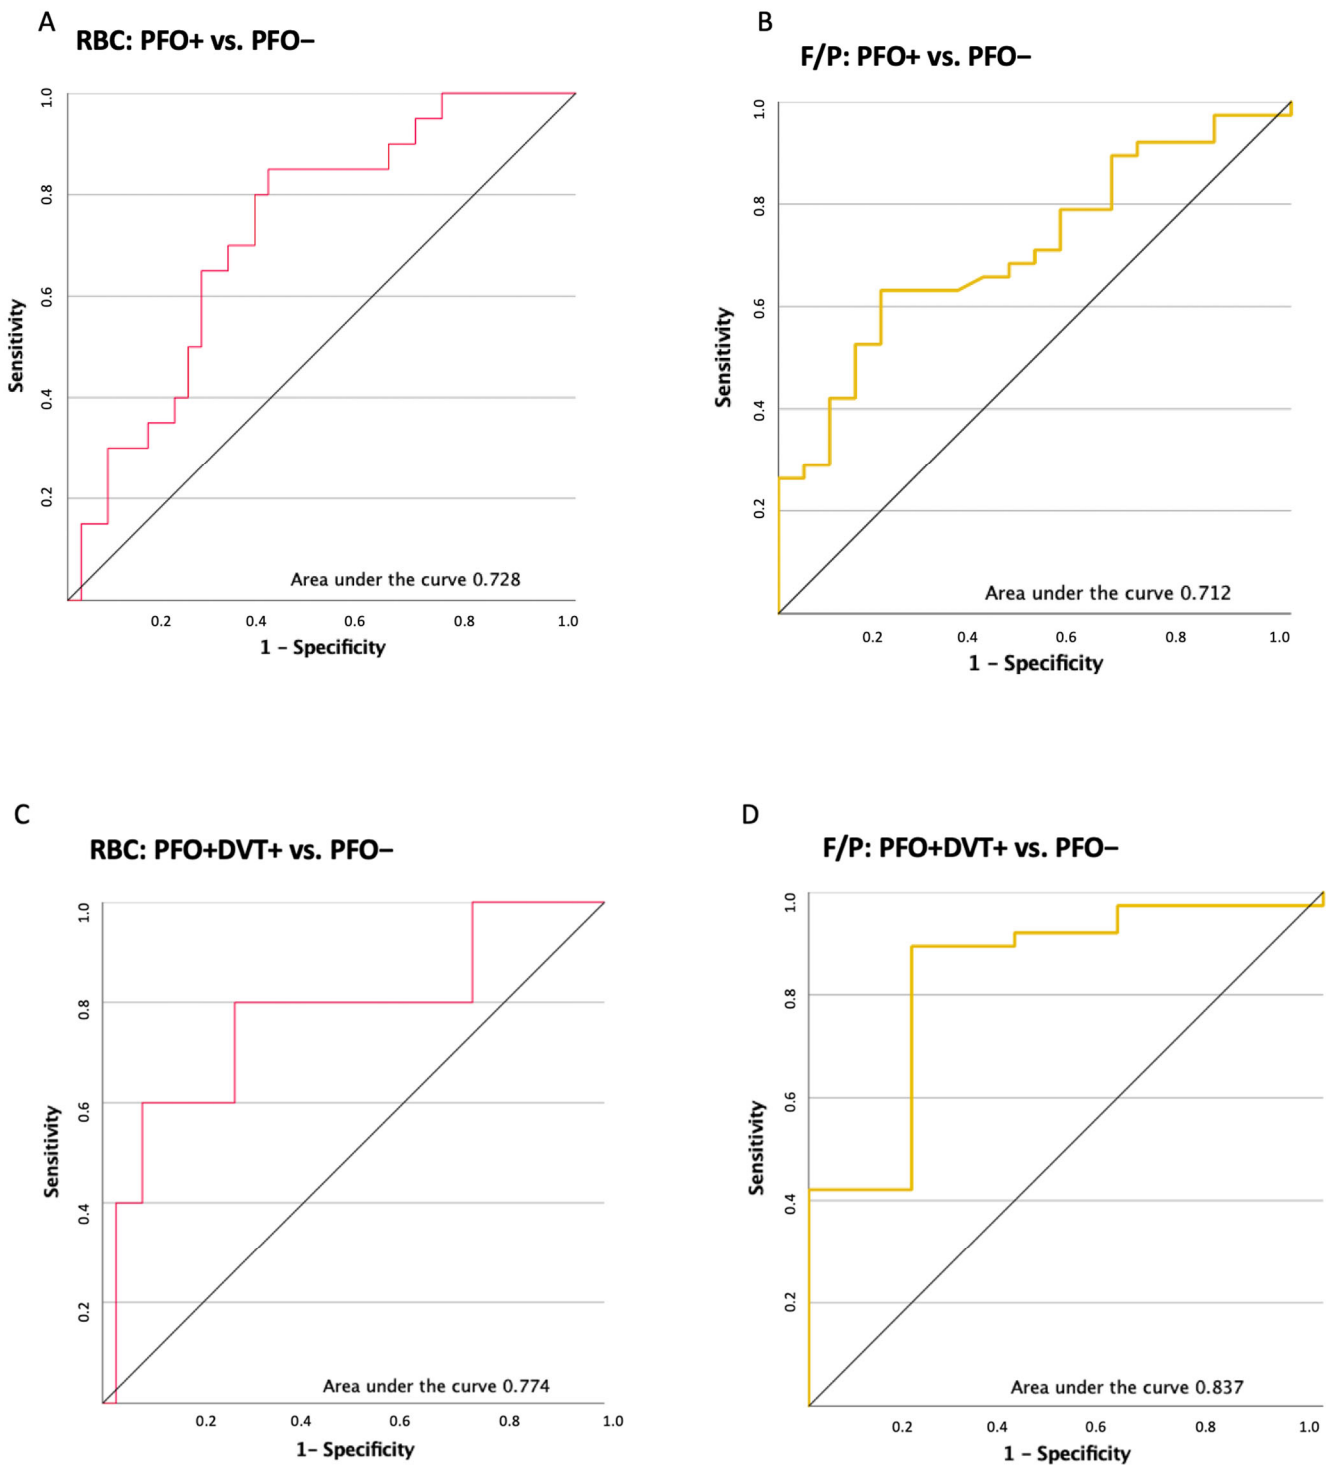 A
RBC: PFO+ vs. PFO−
1.0
0.8
0.6
0.4
0.2
Sensitivity
Area under the curve 0.728
0.2 0.4 0.6 0.8 1.0
1 – Specificity
B
F/P: PFO+ vs. PFO−
1.0
0.8
0.6
0.4
0.2
Sensitivity
Area under the curve 0.712
0.2 0.4 0.6 0.8 1.0
1 – Specificity
C
RBC: PFO+DVT+ vs. PFO−
1.0
0.8
0.6
0.4
0.2
Sensitivity
Area under the curve 0.774
0.2 0.4 0.6 0.8 1.0
1– Specificity
D
F/P: PFO+DVT+ vs. PFO−
1.0
0.8
0.6
0.4
0.2
Sensitivity
Area under the curve 0.837
0.2 0.4 0.6 0.8 1.0
1 – Specificity